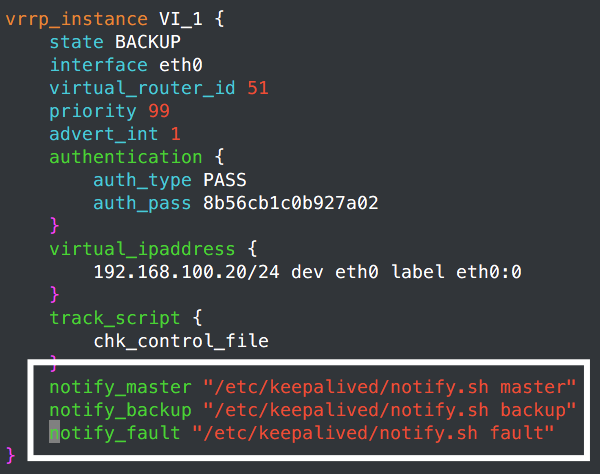 vrrp_instance VI_1 {
    state BACKUP
    interface eth0
    virtual_router_id 51
    priority 99
    advert_int 1
    authentication {
        auth_type PASS
        auth_pass 8b56cb1c0b927a02
    }
    virtual_ipaddress {
        192.168.100.20/24 dev eth0 label eth0:0
    }
    track_script {
        chk_control_file
    }
    notify_master "/etc/keepalived/notify.sh master"
    notify_backup "/etc/keepalived/notify.sh backup"
    notify_fault "/etc/keepalived/notify.sh fault"
}